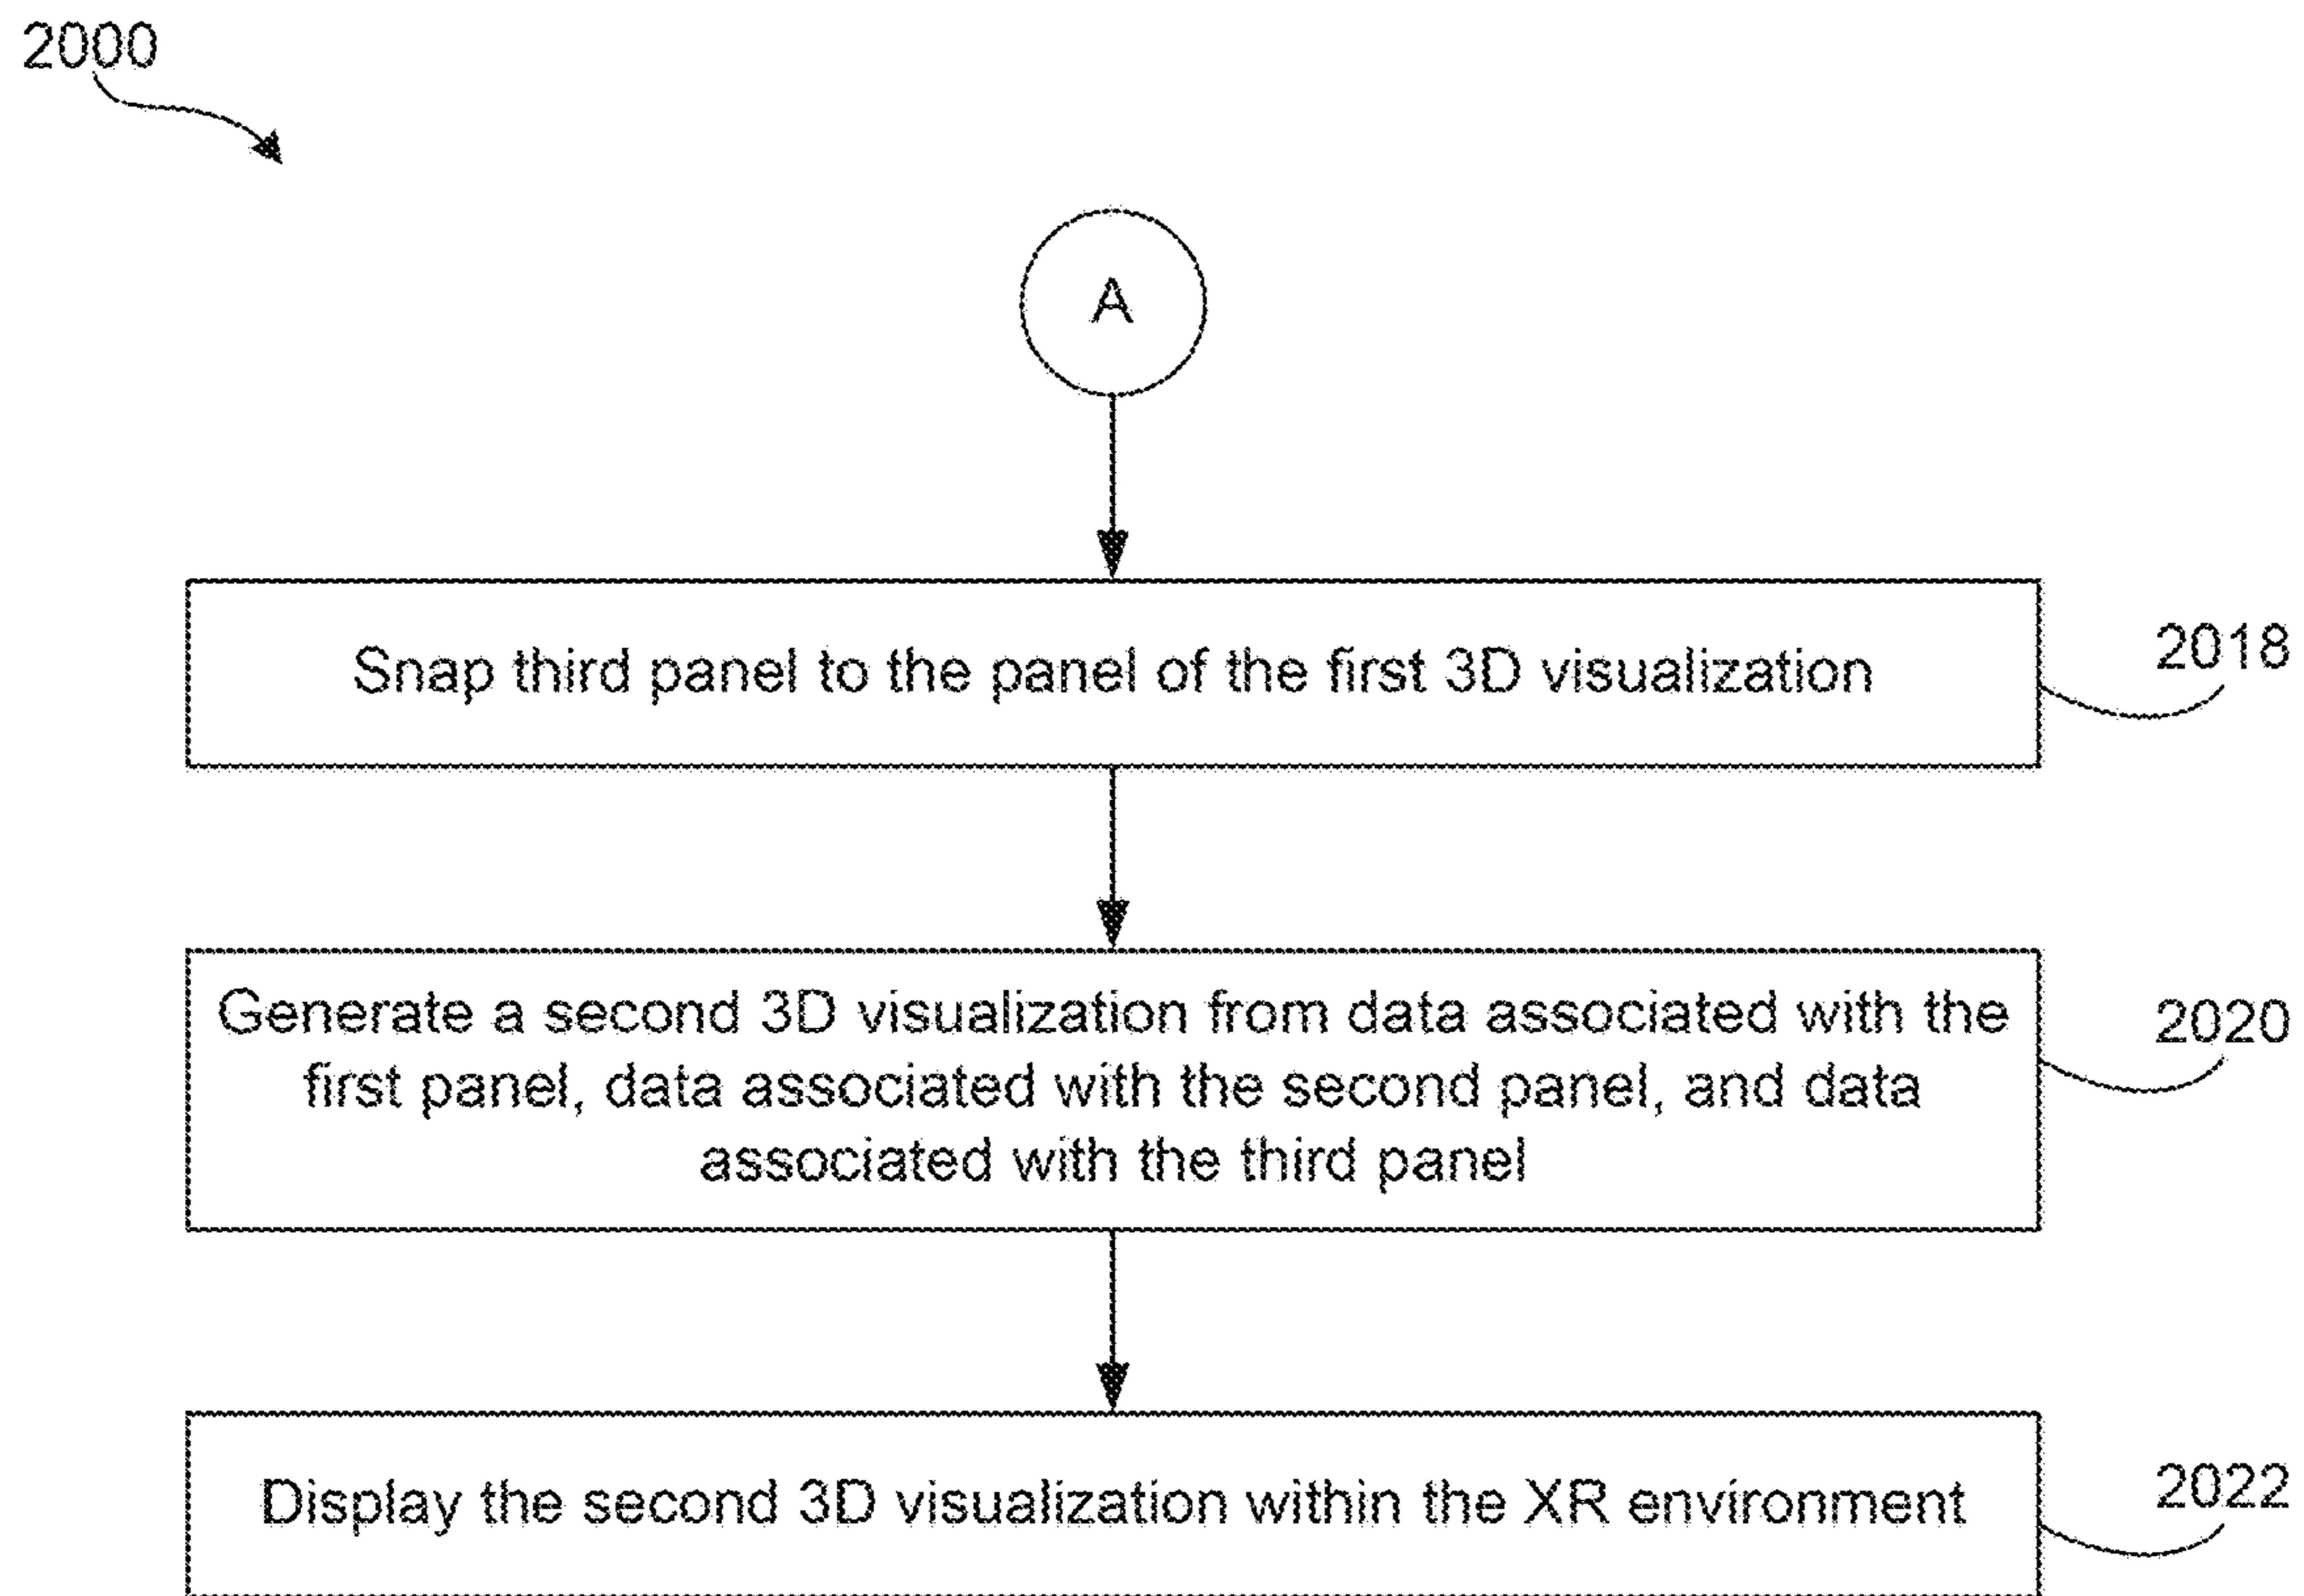 2000
A
Snap third panel to the panel of the first 3D visualization
2018
Generate a second 3D visualization from data associated with the
first panel, data associated with the second panel, and data
associated with the third panel
2020
Display the second 3D visualization within the XR environment
2022